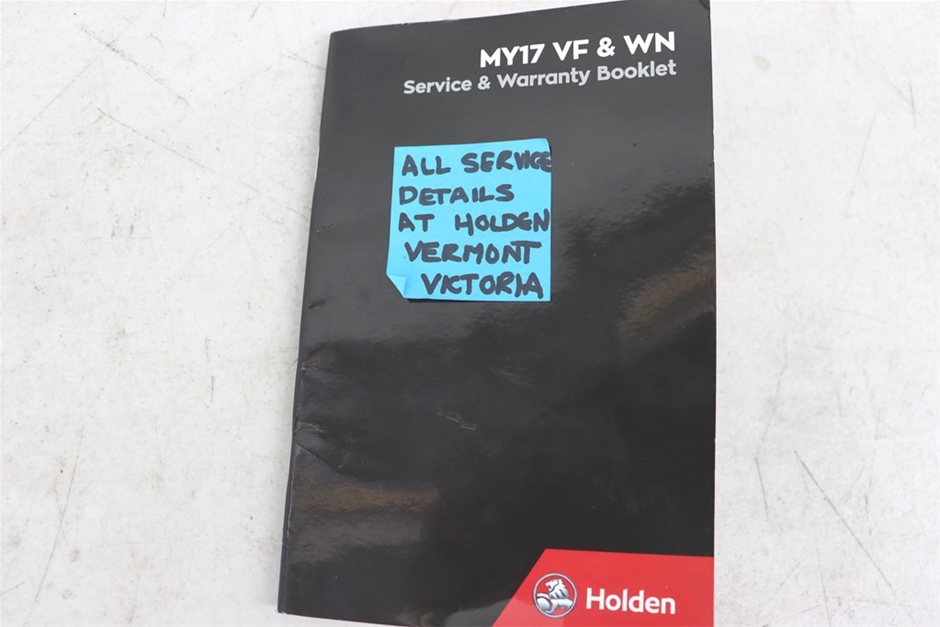 MY17 VF & WN
Service & Warranty Booklet
ALL SERVICE
DETAILS
AT HOLDEN
VERMONT
VICTORIA
Holden